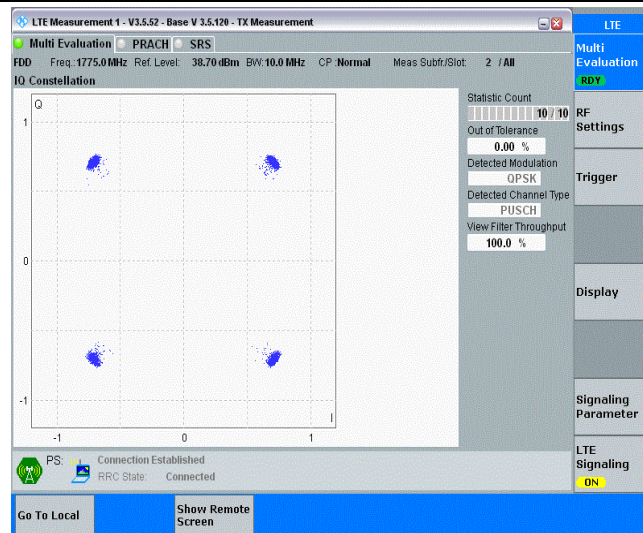 LTE Measurement 1 - V3.5.52 - Base V 3.5.120 - TX Measurement
LTE
Multi Evaluation PRACH SRS
FDD Freq.:1775.0 MHz Ref. Level: 38.70 dBm BW:10.0 MHz CP :Normal Meas Subfr./Slot: 2 / All
IQ Constellation
Q
1
0
-1
I
-1 0 1
Statistic Count
10 / 10
Out of Tolerance
0.00 %
Detected Modulation
QPSK
Detected Channel Type
PUSCH
View Filter Throughput
100.0 %
Multi
Evaluation
RDY
RF
Settings
Trigger
Display
Signaling
Parameter
LTE
Signaling
ON
PS: Connection Established
RRC State: Connected
Go To Local
Show Remote
Screen